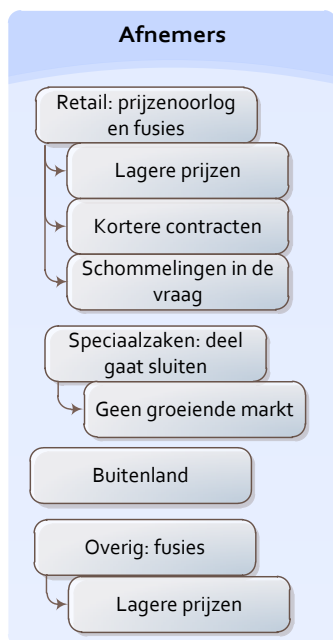 Afnemers
Retail: prijzenoorlog
en fusies
Lagere prijzen
Kortere contracten
Schommelingen in de
vraag
Speciaalzaken: deel
gaat sluiten
Geen groeiende markt
Buitenland
Overig: fusies
Lagere prijzen